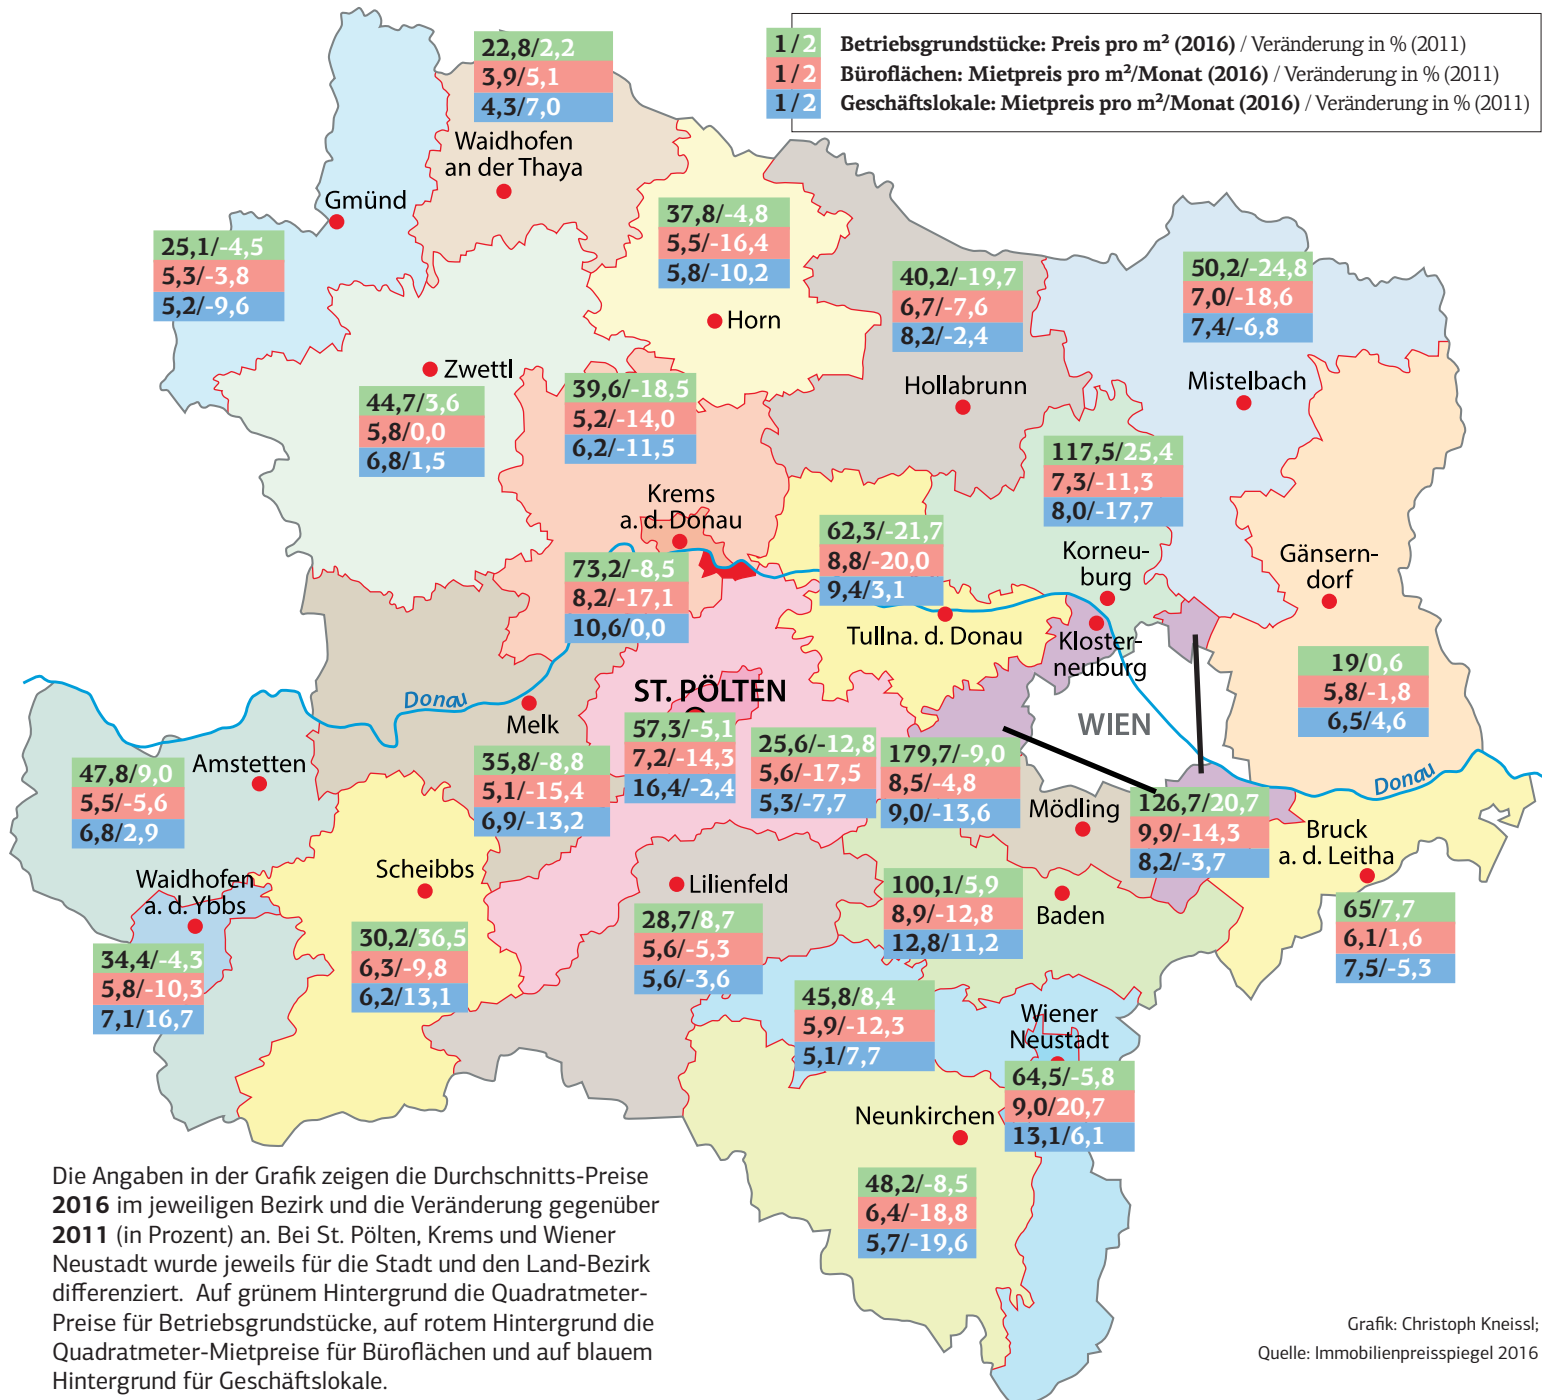 1/2 Betriebsgrundstücke: Preis pro m² (2016) / Veränderung in % (2011)
1/2 Büroflächen: Mietpreis pro m²/Monat (2016) / Veränderung in % (2011)
1/2 Geschäftslokale: Mietpreis pro m²/Monat (2016) / Veränderung in % (2011)
22,8/2,2
3,9/5,1
4,3/7,0
Waidhofen
an der Thaya
Gmünd
25,1/-4,5
5,3/-3,8
5,2/-9,6
37,8/-4,8
5,5/-16,4
5,8/-10,2
Horn
40,2/-19,7
6,7/-7,6
8,2/-2,4
Hollabrunn
50,2/-24,8
7,0/-18,6
7,4/-6,8
Mistelbach
Zwettl
44,7/3,6
5,8/0,0
6,8/1,5
39,6/-18,5
5,2/-14,0
6,2/-11,5
Krems
a. d. Donau
73,2/-8,5
8,2/-17,1
10,6/0,0
117,5/25,4
7,3/-11,3
8,0/-17,7
Korneu-
burg
62,3/-21,7
8,8/-20,0
9,4/3,1
Tullna. d. Donau
Kloster-
neuburg
Gänsern-
dorf
19/0,6
5,8/-1,8
6,5/4,6
WIEN
Donau
Donau
Melk
35,8/-8,8
5,1/-15,4
6,9/-13,2
ST. PÖLTEN
57,3/-5,1
7,2/-14,3
16,4/-2,4
25,6/-12,8
5,6/-17,5
5,3/-7,7
179,7/-9,0
8,5/-4,8
9,0/-13,6
Mödling
126,7/20,7
9,9/-14,3
8,2/-3,7
Bruck
a. d. Leitha
65/7,7
6,1/1,6
7,5/-5,3
47,8/9,0
5,5/-5,6
6,8/2,9
Amstetten
Waidhofen
a. d. Ybbs
34,4/-4,3
5,8/-10,3
7,1/16,7
Scheibbs
30,2/36,5
6,3/-9,8
6,2/13,1
Lilienfeld
28,7/8,7
5,6/-5,3
5,6/-3,6
100,1/5,9
8,9/-12,8
12,8/11,2
Baden
45,8/8,4
5,9/-12,3
5,1/7,7
Wiener
Neustadt
64,5/-5,8
9,0/20,7
13,1/6,1
Neunkirchen
48,2/-8,5
6,4/-18,8
5,7/-19,6
Die Angaben in der Grafik zeigen die Durchschnitts-Preise
2016 im jeweiligen Bezirk und die Veränderung gegenüber
2011 (in Prozent) an. Bei St. Pölten, Krems und Wiener
Neustadt wurde jeweils für die Stadt und den Land-Bezirk
differenziert. Auf grünem Hintergrund die Quadratmeter-
Preise für Betriebsgrundstücke, auf rotem Hintergrund die
Quadratmeter-Mietpreise für Büroflächen und auf blauem
Hintergrund für Geschäftslokale.
Grafik: Christoph Kneissl;
Quelle: Immobilienpreisspiegel 2016